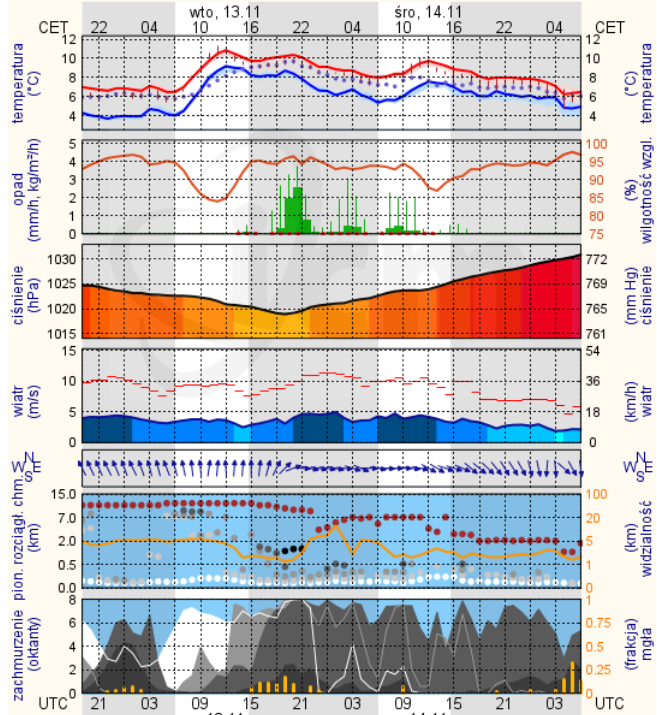 wto, 13.11 śro, 14.11
CET 22 04 10 16 22 04 10 16 22 04 CET
temperatura (°C) 12 10 8 6 4 12 10 8 6 4 temperatura (°C)
opad (mm/h, kg/m²/h) 5 4 3 2 1 0 100 95 90 85 80 75 (%) wilgotność wzgl.
ciśnienie (hPa) 1030 1025 1020 1015 772 769 765 761 (mm Hg) ciśnienie
wiatr (m/s) 15 10 5 0 54 36 18 0 (km/h) wiatr
W N S E W N S E
pion. rozciągł. chm. (km) 15.0 7.0 2.0 0.5 0.0 100 20 5 1 0 (km) widzialność
zachmurzenie (oktanty) 8 6 4 2 0 1 0.75 0.5 0.25 0 (frakcja) mgła
UTC 21 03 09 15 21 03 09 15 21 03 UTC